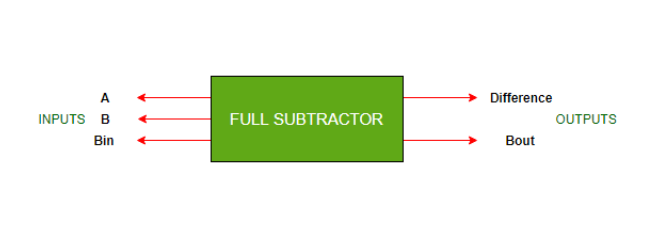 A
INPUTS B
Bin
FULL SUBTRACTOR
Difference
OUTPUTS
Bout